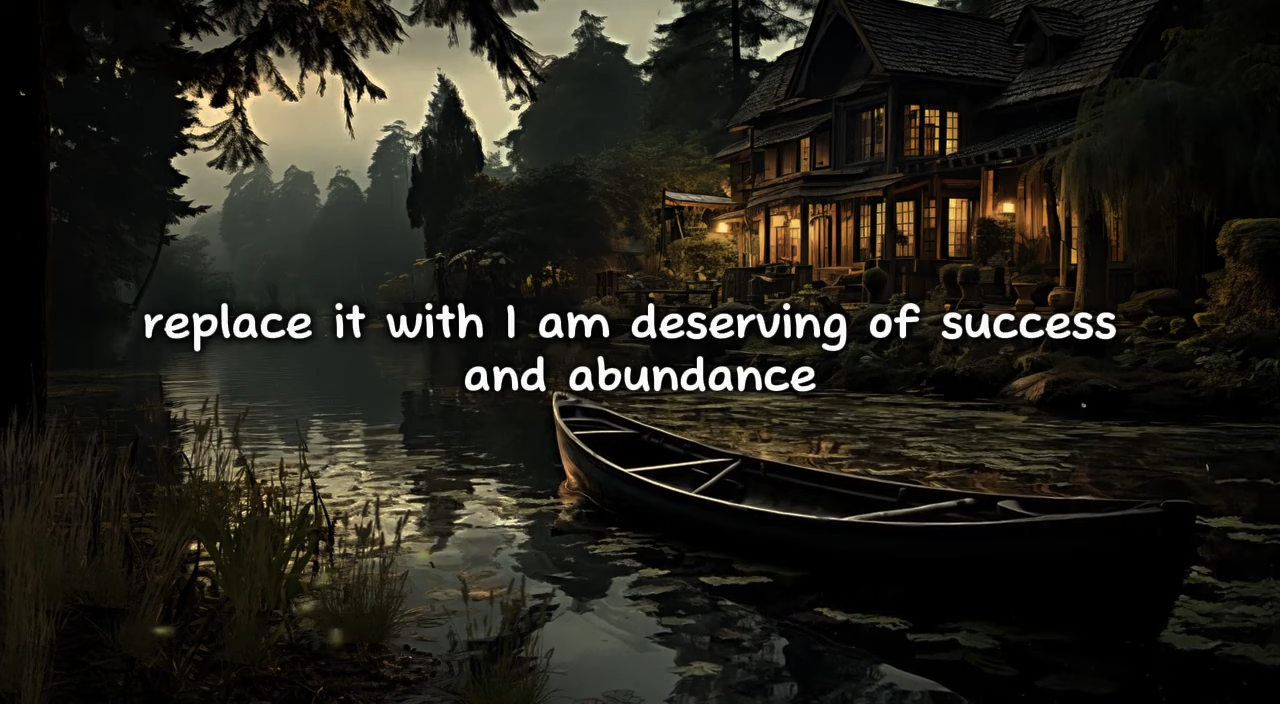 replace it with I am deserving of success
and abundance